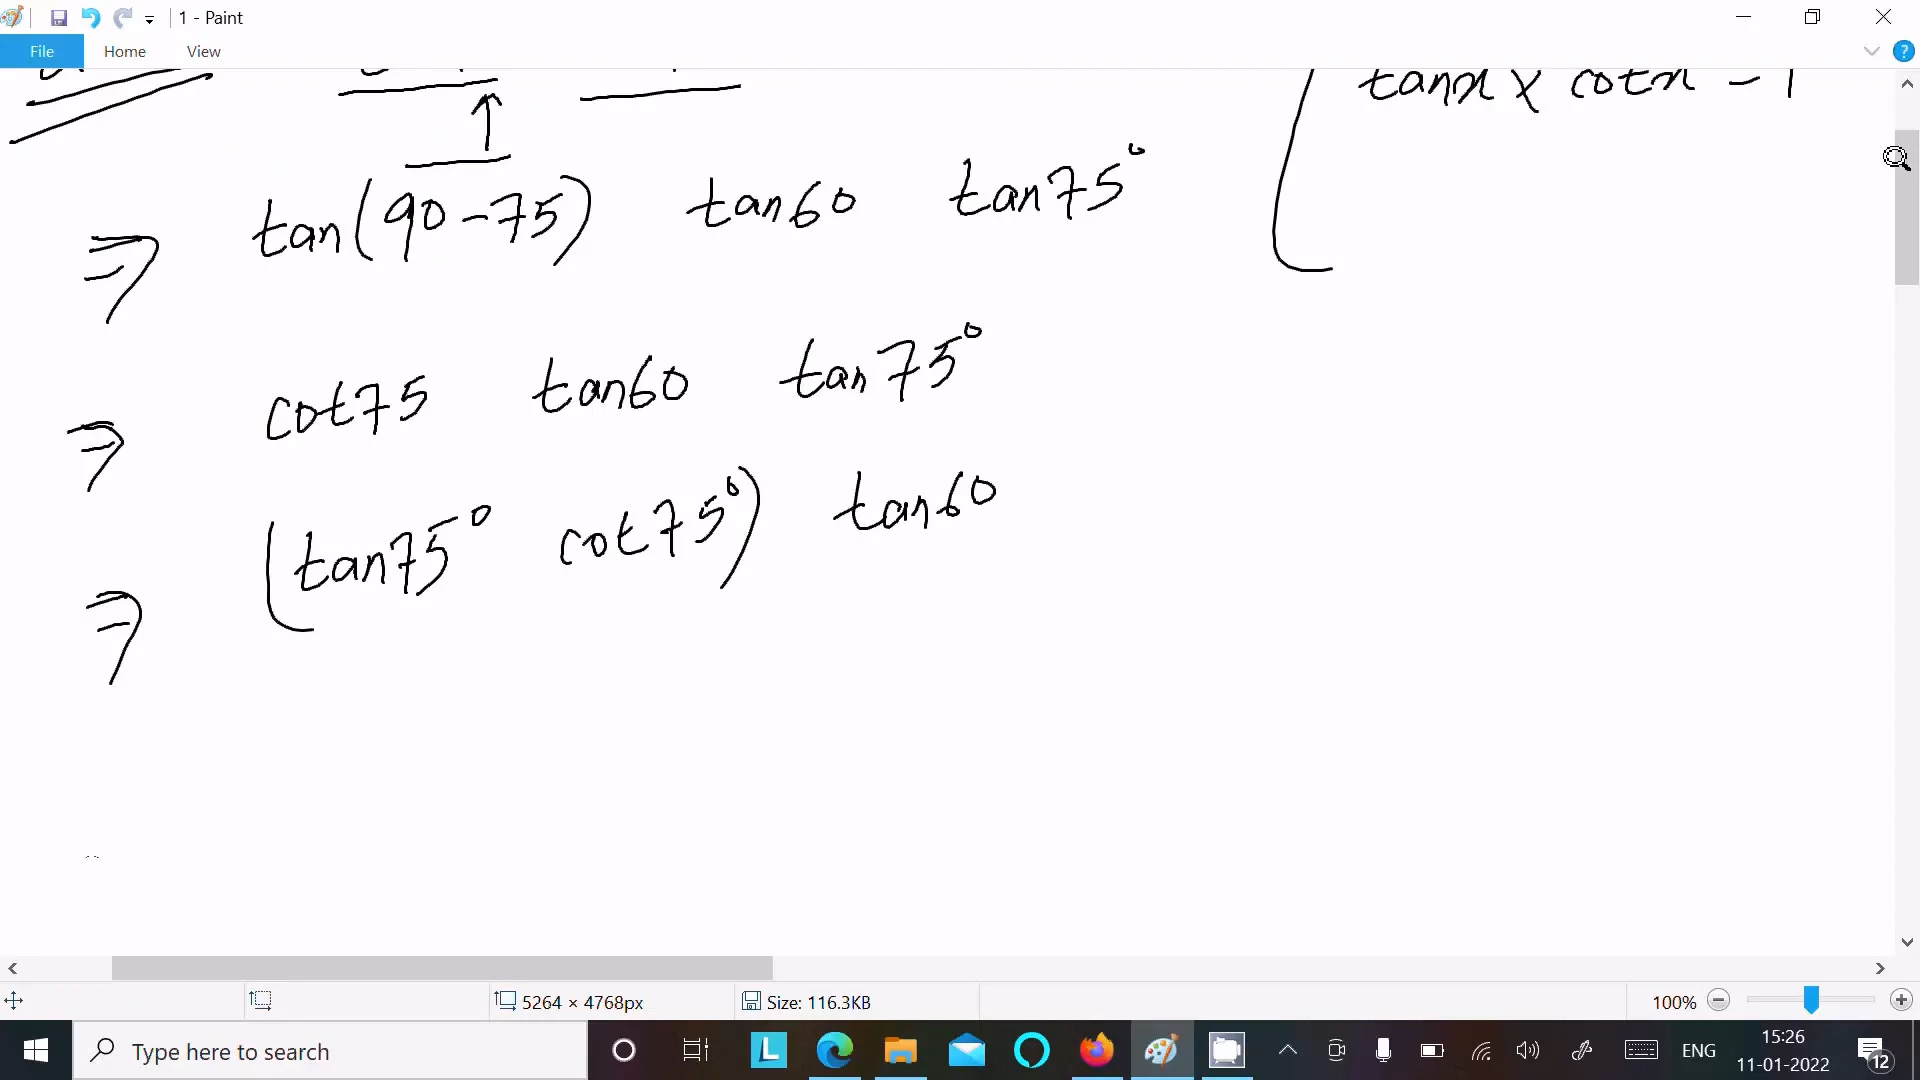 1 - Paint
File Home View
tanx x cotx - 1
tan(90-75) tan60 tan75°
⇒
cot75 tan60 tan75°
⇒
(tan75° cot75°) tan60
⇒
5264 × 4768px Size: 116.3KB 100%
Type here to search
L
ENG
15:26
11-01-2022
12